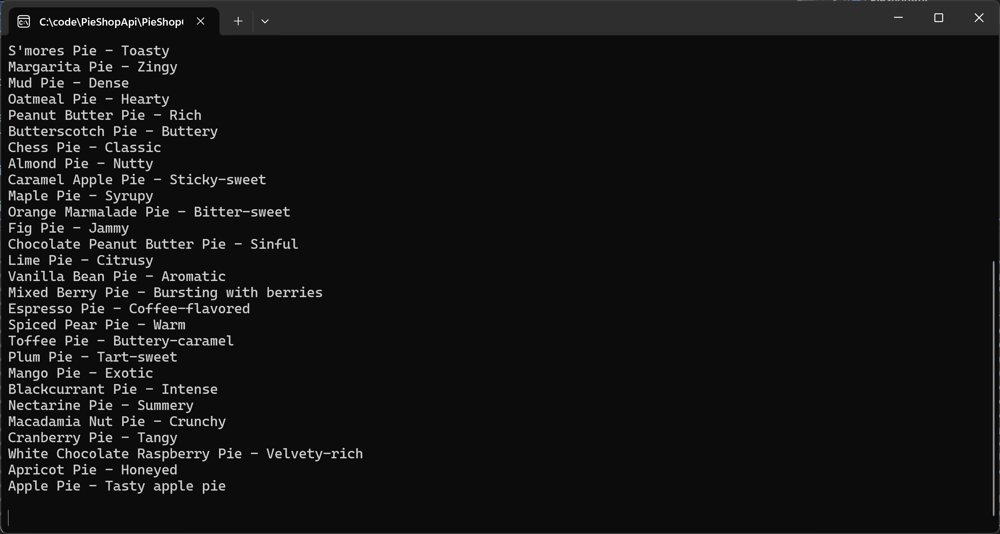 C:\code\PieShopApi\PieShop
S'mores Pie - Toasty
Margarita Pie - Zingy
Mud Pie - Dense
Oatmeal Pie - Hearty
Peanut Butter Pie - Rich
Butterscotch Pie - Buttery
Chess Pie - Classic
Almond Pie - Nutty
Caramel Apple Pie - Sticky-sweet
Maple Pie - Syrupy
Orange Marmalade Pie - Bitter-sweet
Fig Pie - Jammy
Chocolate Peanut Butter Pie - Sinful
Lime Pie - Citrusy
Vanilla Bean Pie - Aromatic
Mixed Berry Pie - Bursting with berries
Espresso Pie - Coffee-flavored
Spiced Pear Pie - Warm
Toffee Pie - Buttery-caramel
Plum Pie - Tart-sweet
Mango Pie - Exotic
Blackcurrant Pie - Intense
Nectarine Pie - Summery
Macadamia Nut Pie - Crunchy
Cranberry Pie - Tangy
White Chocolate Raspberry Pie - Velvety-rich
Apricot Pie - Honeyed
Apple Pie - Tasty apple pie